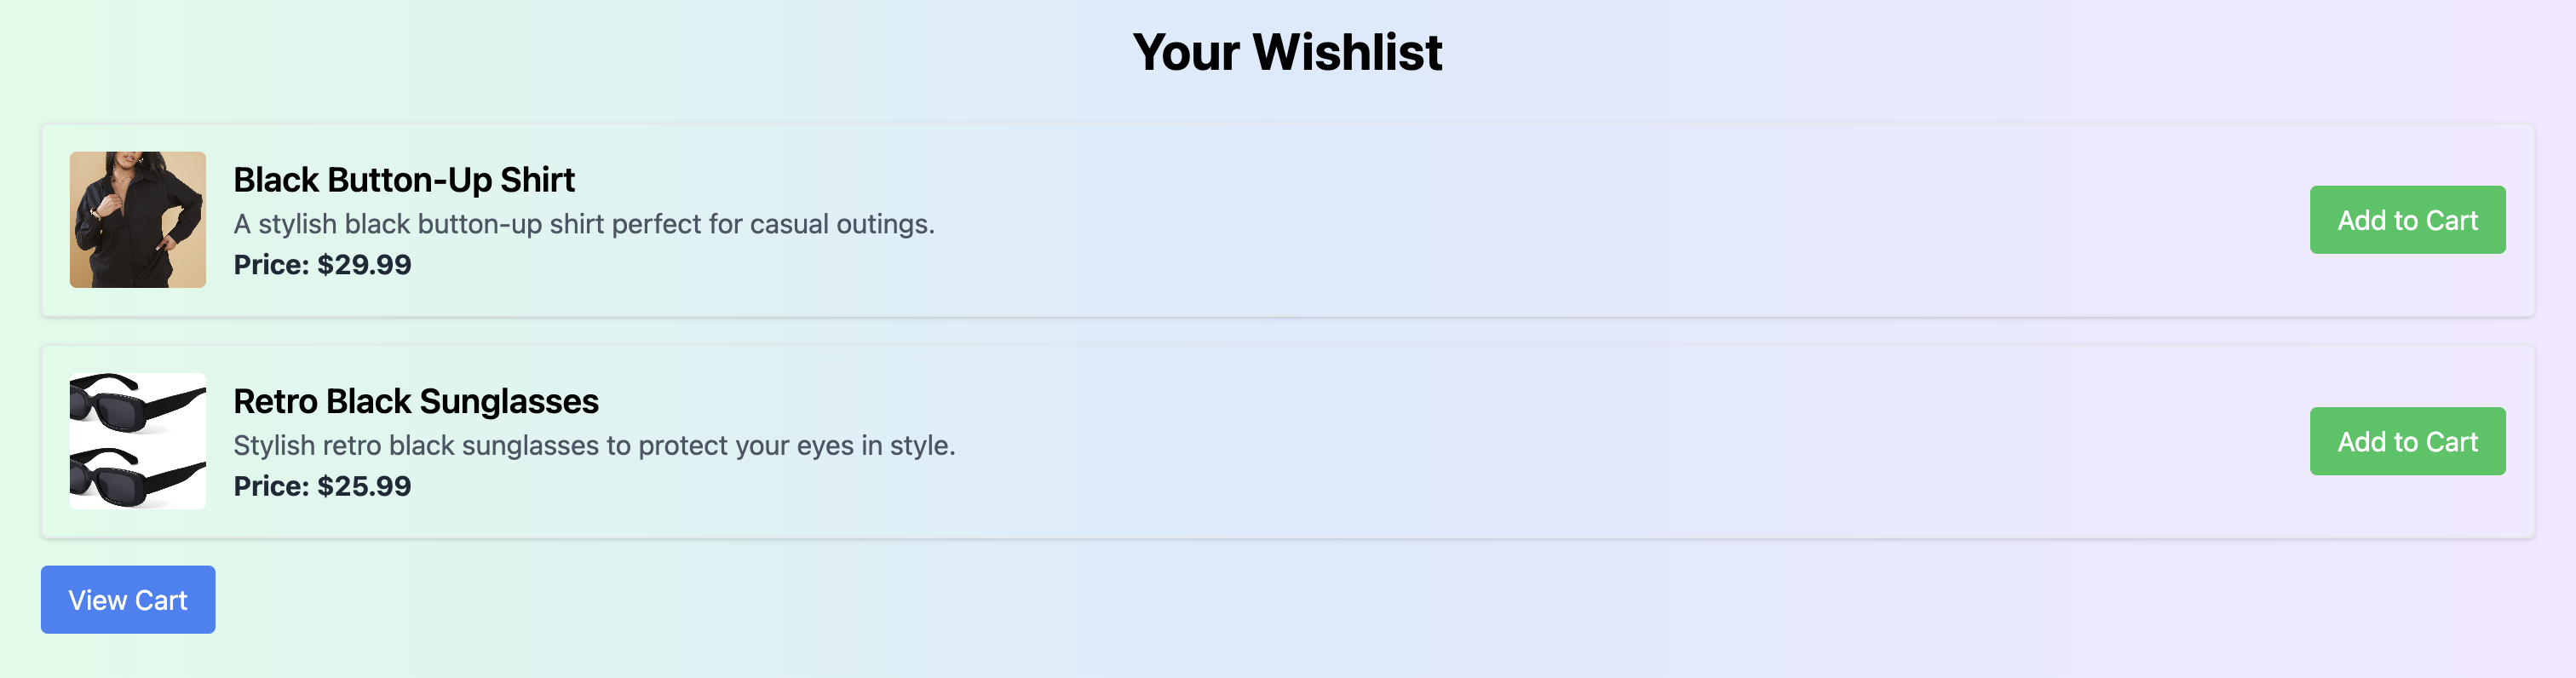 Your Wishlist
Black Button-Up Shirt
A stylish black button-up shirt perfect for casual outings.
Price: $29.99
Add to Cart
Retro Black Sunglasses
Stylish retro black sunglasses to protect your eyes in style.
Price: $25.99
Add to Cart
View Cart